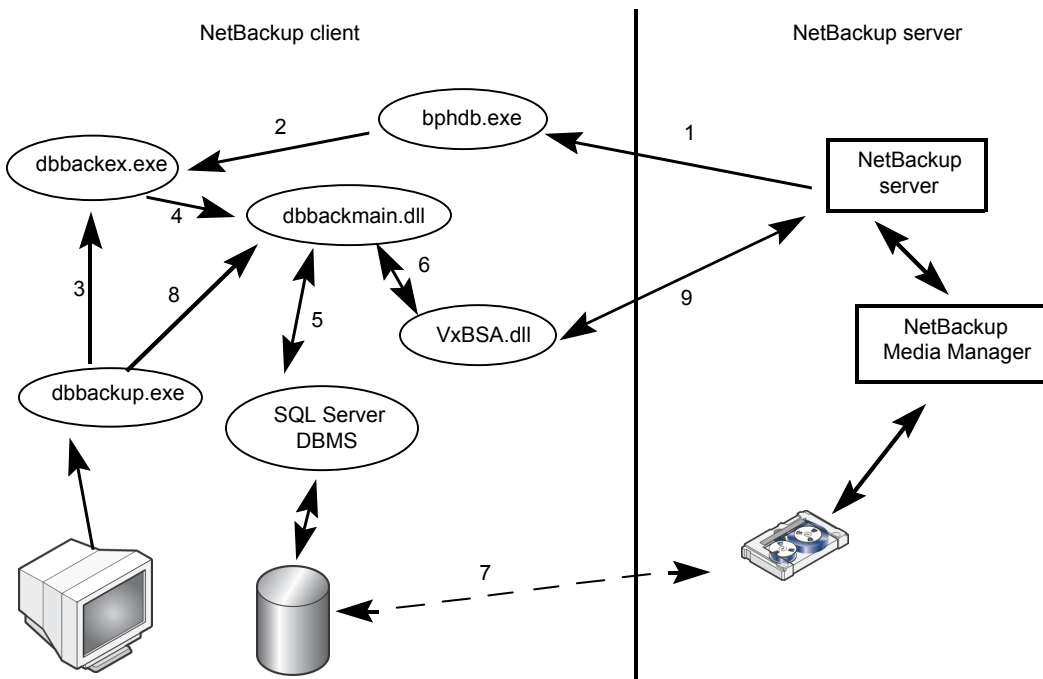 NetBackup client
NetBackup server
bphdb.exe
2
1
dbbackex.exe
NetBackup
server
4
dbbackmain.dll
6
3
8
5
9
VxBSA.dll
NetBackup
Media Manager
dbbackup.exe
SQL Server
DBMS
7